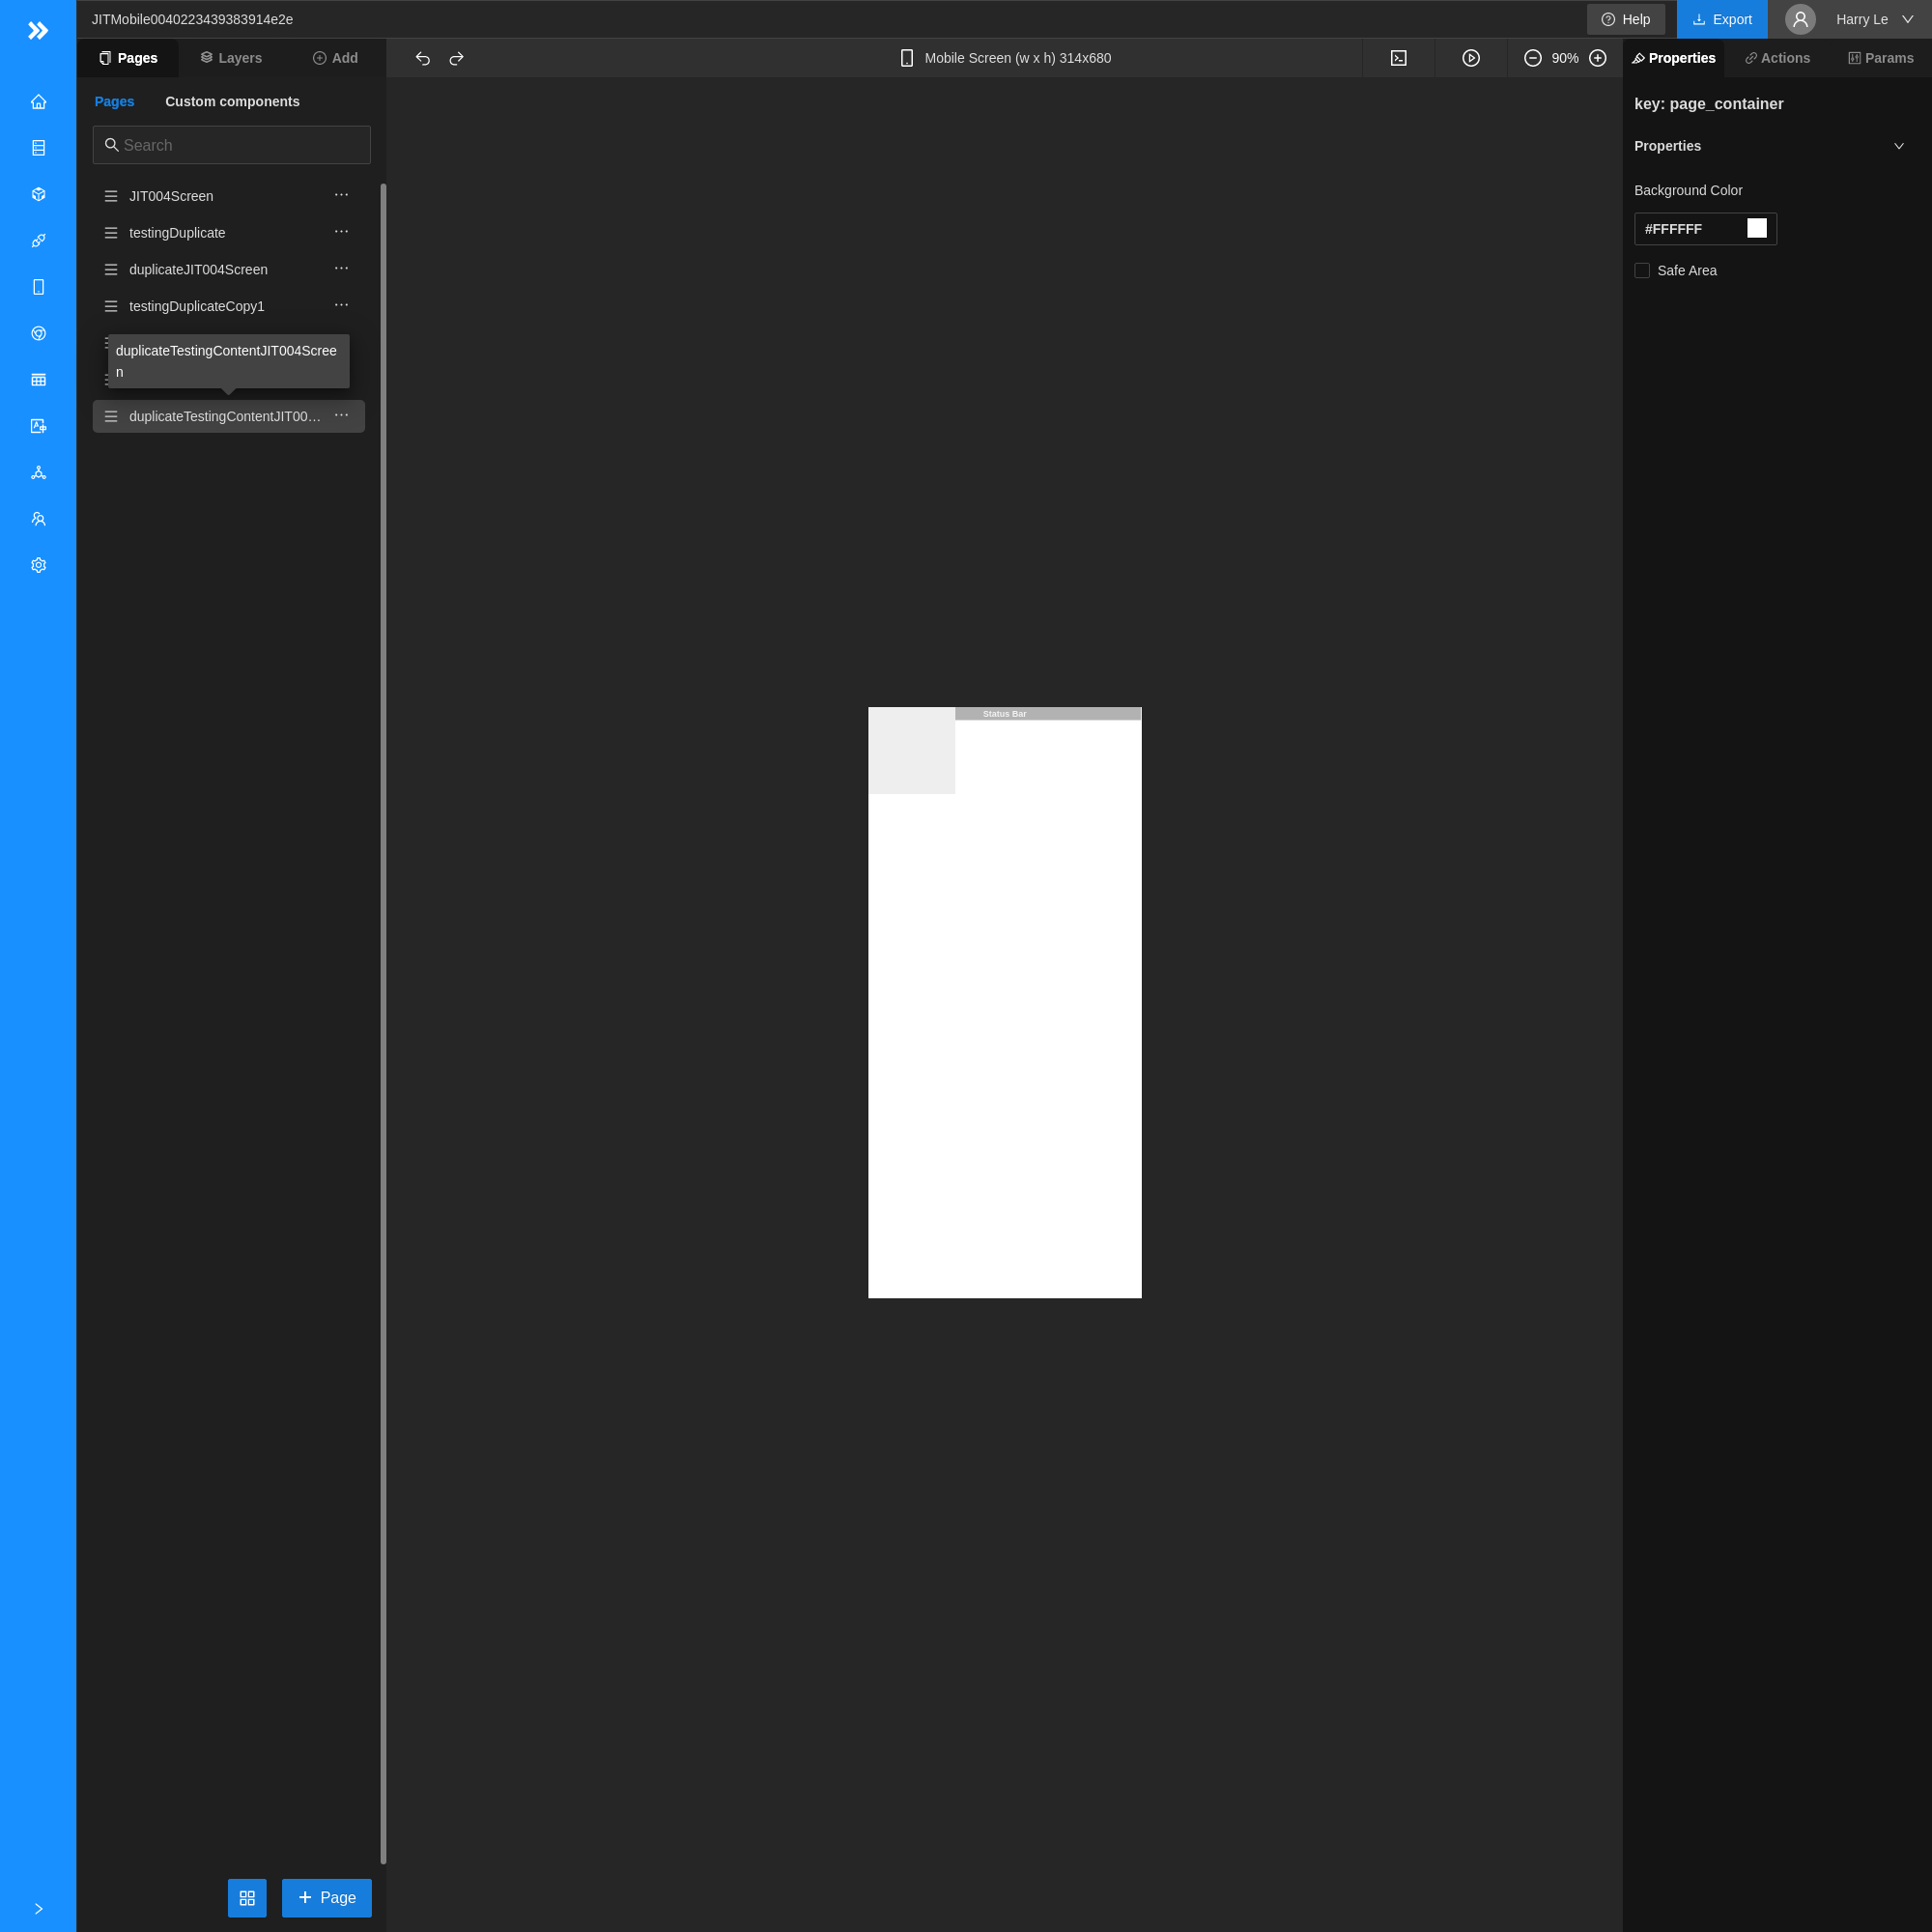 JITMobile0040223439383914e2e
Help
Export
Harry Le
Pages
Layers
Add
Mobile Screen (w x h) 314x680
90%
Properties
Actions
Params
Pages
Custom components
Search
JIT004Screen
testingDuplicate
duplicateJIT004Screen
testingDuplicateCopy1
duplicateTestingContentJIT004Scree
n
duplicateTestingContentJIT00...
Status Bar
key: page_container
Properties
Background Color
#FFFFFF
Safe Area
Page